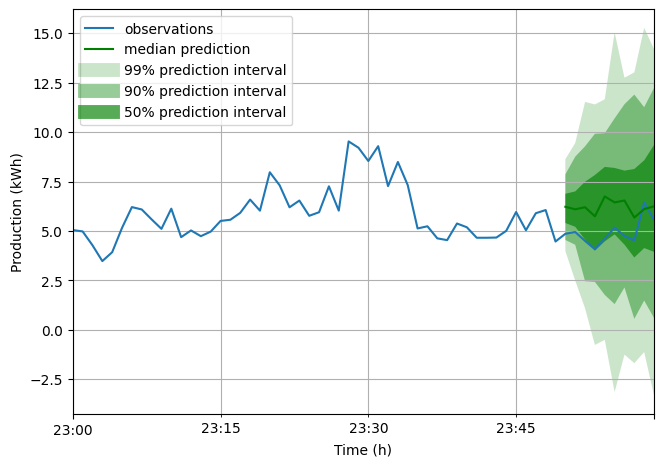 observations
median prediction
99% prediction interval
90% prediction interval
50% prediction interval
15.0
12.5
10.0
7.5
5.0
2.5
0.0
−2.5
Production (kWh)
23:00 23:15 23:30 23:45
Time (h)